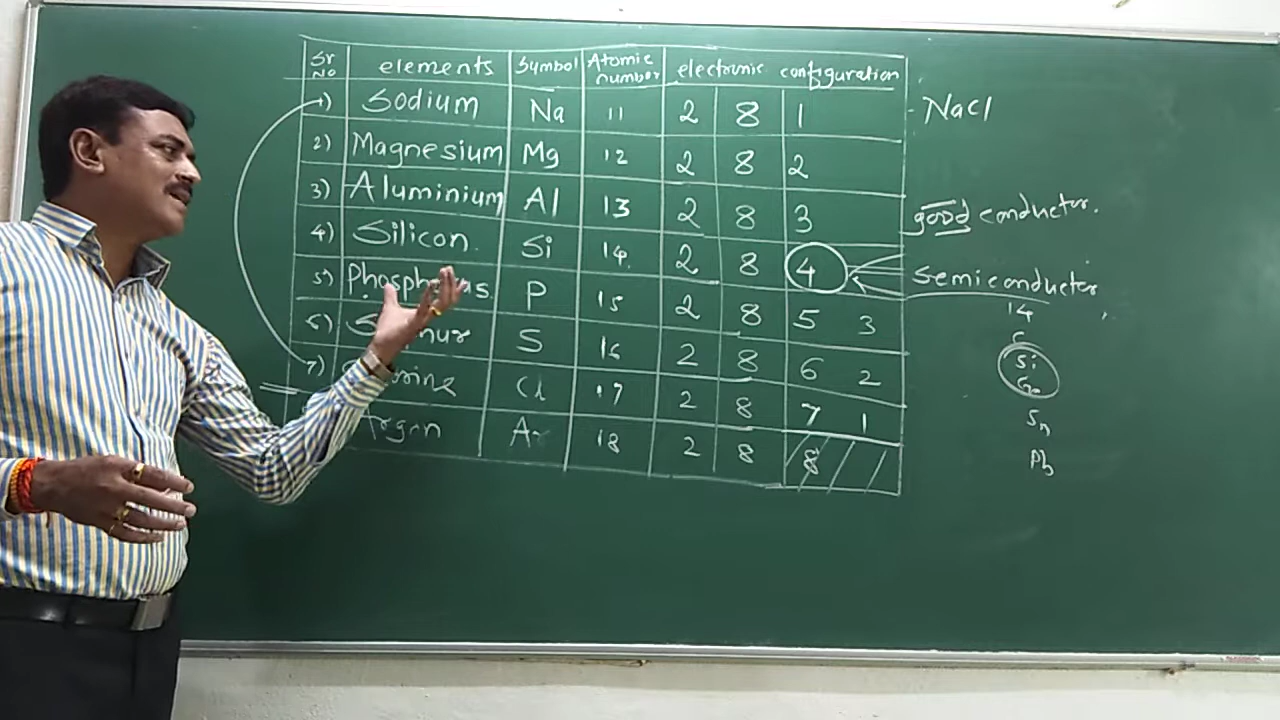 Sr No elements Symbol Atomic number electronic configuration
1) Sodium Na 11 2 8 1 - NaCl
2) Magnesium Mg 12 2 8 2
3) Aluminium Al 13 2 8 3 good conductor.
4) Silicon. Si 14. 2 8 4 Semiconductor
5) P 15 2 8 5 3
6) S 16 2 8 6 2
7) Cl 17 2 8 7 1
Argon Ar 18 2 8 8
14
C
Si
Ge
Sn
Pb